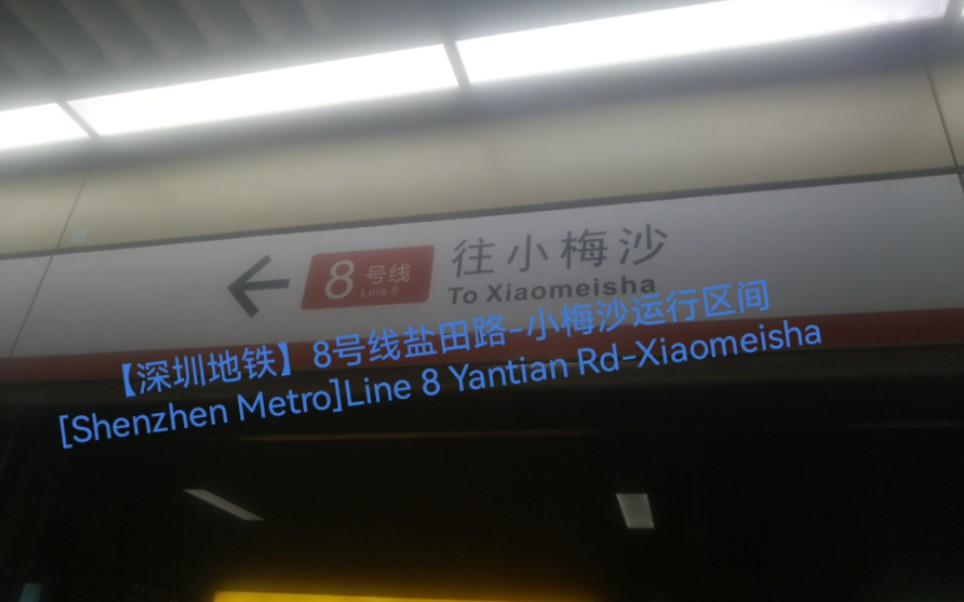 8号线
Line 8
往小梅沙
To Xiaomeisha
【深圳地铁】8号线盐田路-小梅沙运行区间
[Shenzhen Metro]Line 8 Yantian Rd-Xiaomeisha